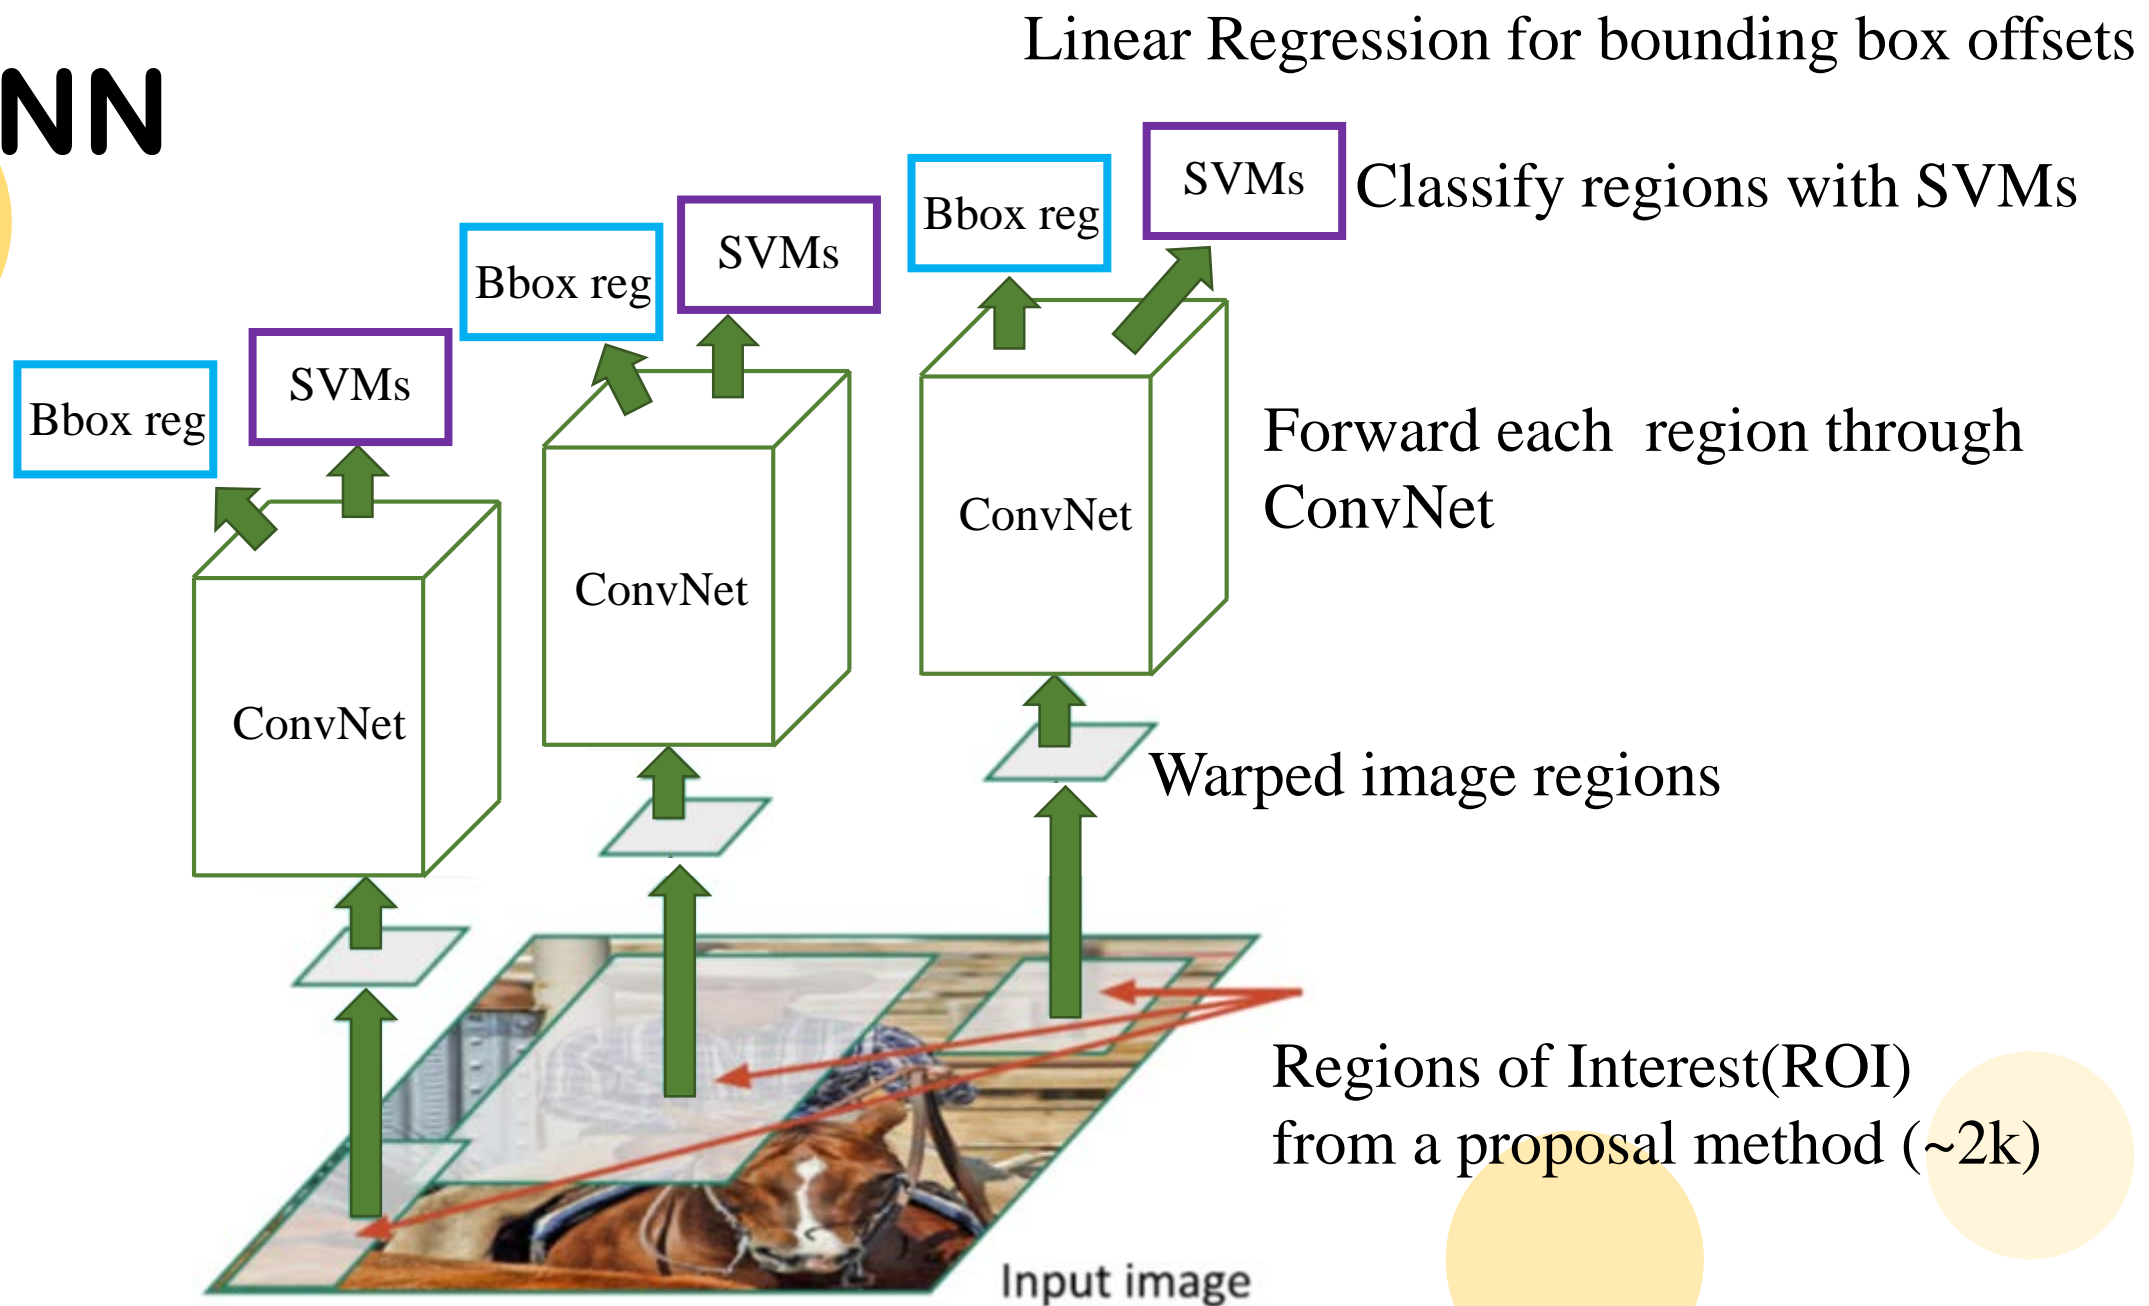 Linear Regression for bounding box offsets
NN
SVMs
Classify regions with SVMs
Bbox reg
SVMs
Bbox reg
SVMs
Bbox reg
Forward each  region through
ConvNet
ConvNet
ConvNet
ConvNet
Warped image regions
Regions of Interest(ROI)
from a proposal method (~2k)
Input image